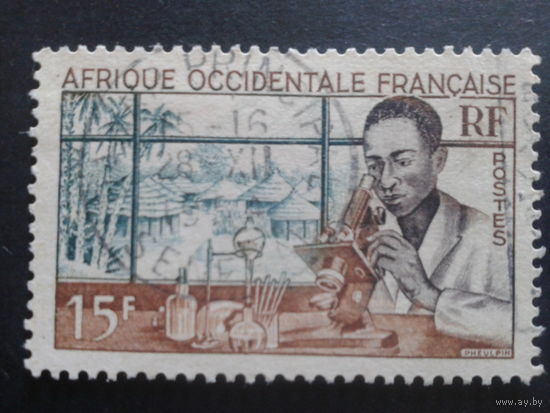 AFRIQUE OCCIDENTALE FRANÇAISE
RF
POSTES
15F
PHEULPIN
www.ay.by